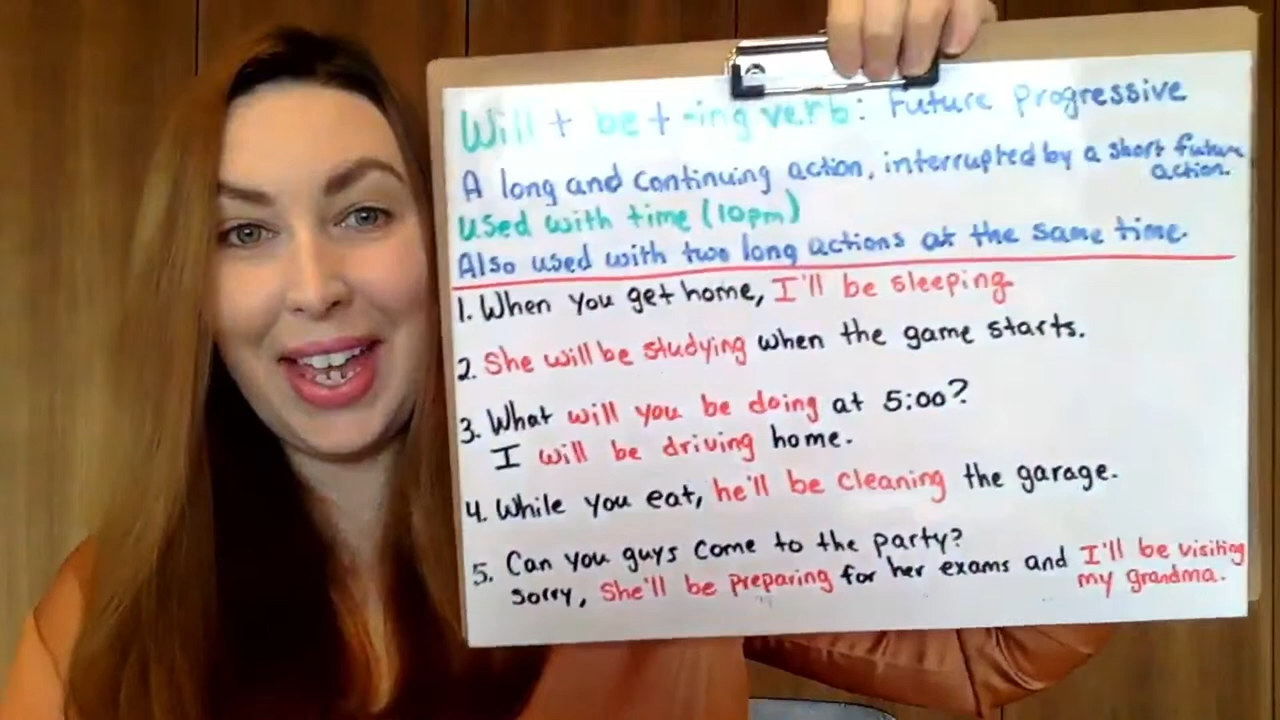 Will + be + -ing verb: Future Progressive
A long and continuing action, interrupted by a short future
action.
Used with time (10pm)
Also used with two long actions at the same time.
1. When you get home, I'll be sleeping.
2. She will be studying when the game starts.
3. What will you be doing at 5:00?
I will be driving home.
4. While you eat, he'll be cleaning the garage.
5. Can you guys come to the party?
Sorry, She'll be preparing for her exams and I'll be visiting
my grandma.